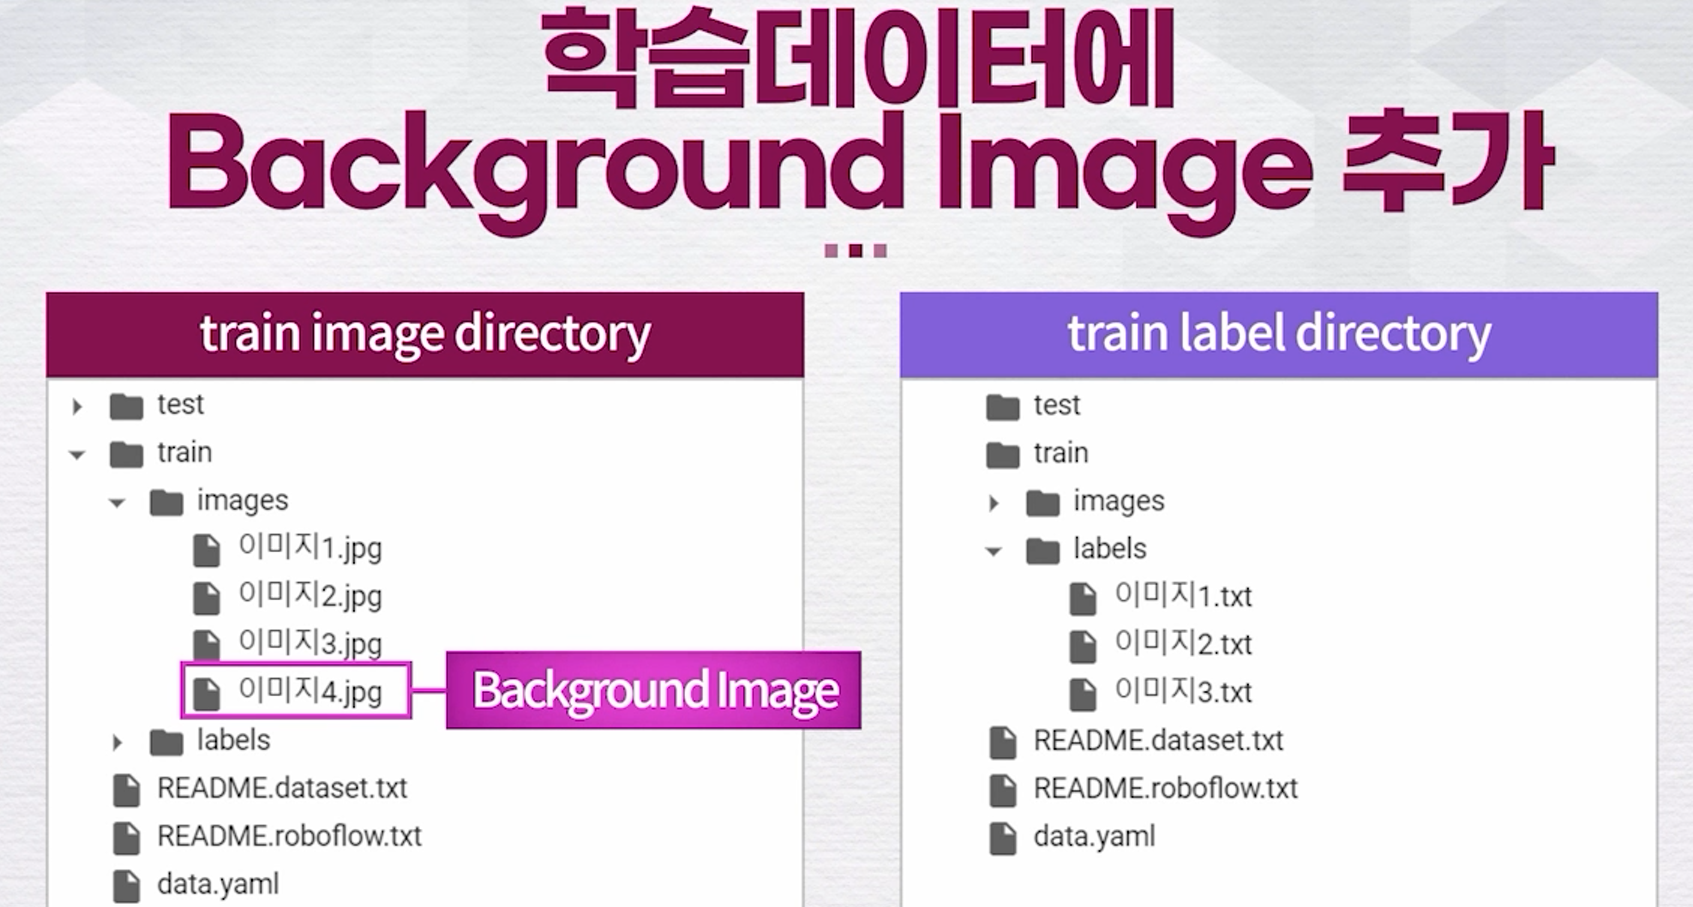 학습데이터에
Background Image 추가
train image directory
test
train
images
이미지1.jpg
이미지2.jpg
이미지3.jpg
이미지4.jpg
Background Image
labels
README.dataset.txt
README.roboflow.txt
data.yaml
train label directory
test
train
images
labels
이미지1.txt
이미지2.txt
이미지3.txt
README.dataset.txt
README.roboflow.txt
data.yaml